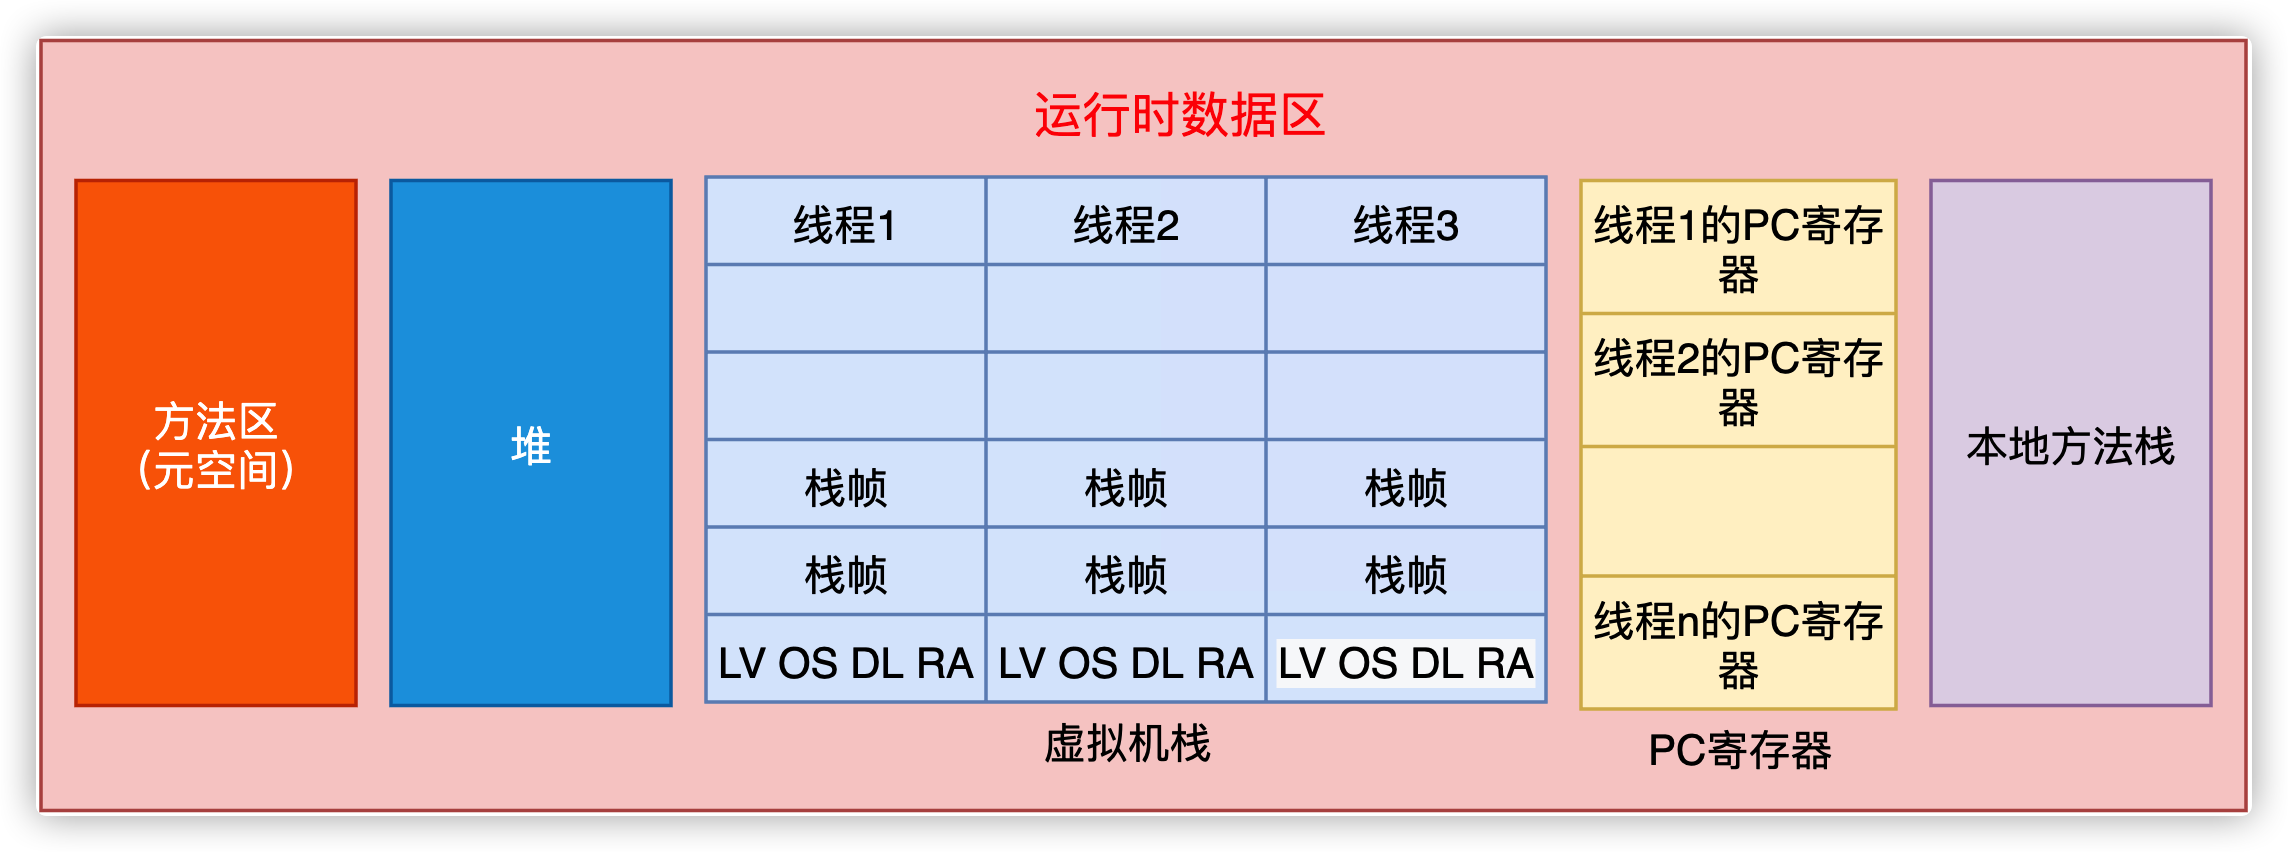 运行时数据区
方法区
(元空间)
堆
线程1
线程2
线程3
栈帧
栈帧
栈帧
栈帧
栈帧
栈帧
LV OS DL RA
LV OS DL RA
LV OS DL RA
虚拟机栈
线程1的PC寄存
器
线程2的PC寄存
器
线程n的PC寄存
器
PC寄存器
本地方法栈